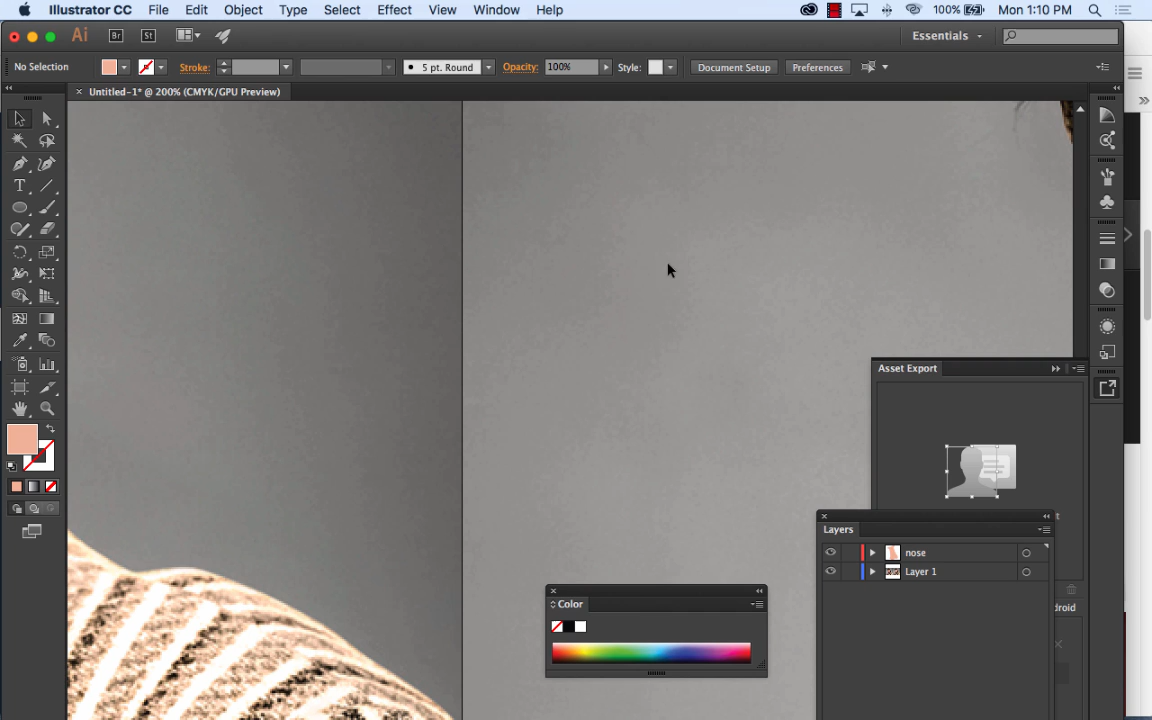 Illustrator CC File Edit Object Type Select Effect View Window Help 100% Mon 1:10 PM
Ai Br St Essentials
No Selection Stroke: 5 pt. Round Opacity: 100% Style: Document Setup Preferences
Untitled-1* @ 200% (CMYK/GPU Preview)
Asset Export
Layers
nose
Layer 1
Color
droid